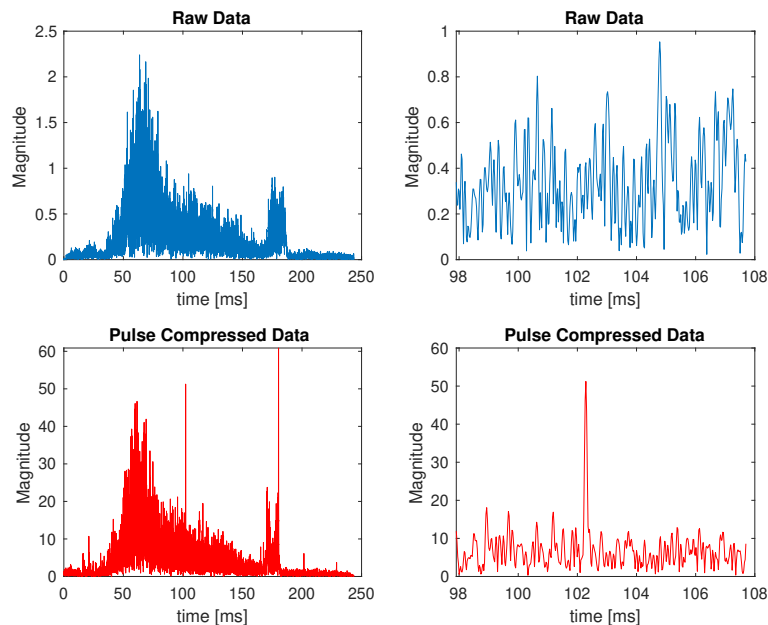 Raw Data
2.5
2
1.5
1
0.5
0
Magnitude
0 50 100 150 200 250
time [ms]
Raw Data
1
0.8
0.6
0.4
0.2
0
Magnitude
98 100 102 104 106 108
time [ms]
Pulse Compressed Data
60
50
40
30
20
10
0
Magnitude
0 50 100 150 200 250
time [ms]
Pulse Compressed Data
60
50
40
30
20
10
0
Magnitude
98 100 102 104 106 108
time [ms]